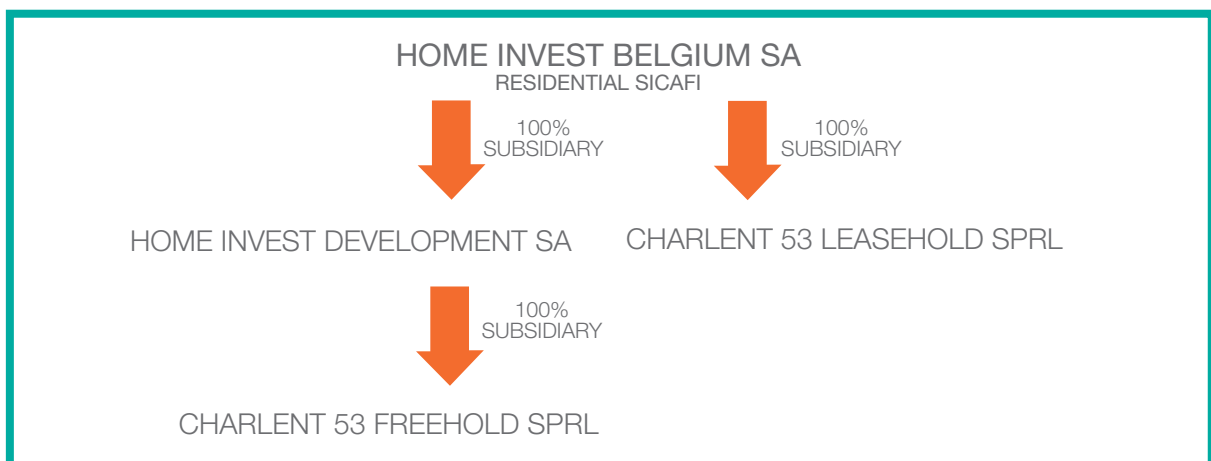 HOME INVEST BELGIUM SA
RESIDENTIAL SICAFI
100%
SUBSIDIARY
100%
SUBSIDIARY
HOME INVEST DEVELOPMENT SA
CHARLENT 53 LEASEHOLD SPRL
100%
SUBSIDIARY
CHARLENT 53 FREEHOLD SPRL